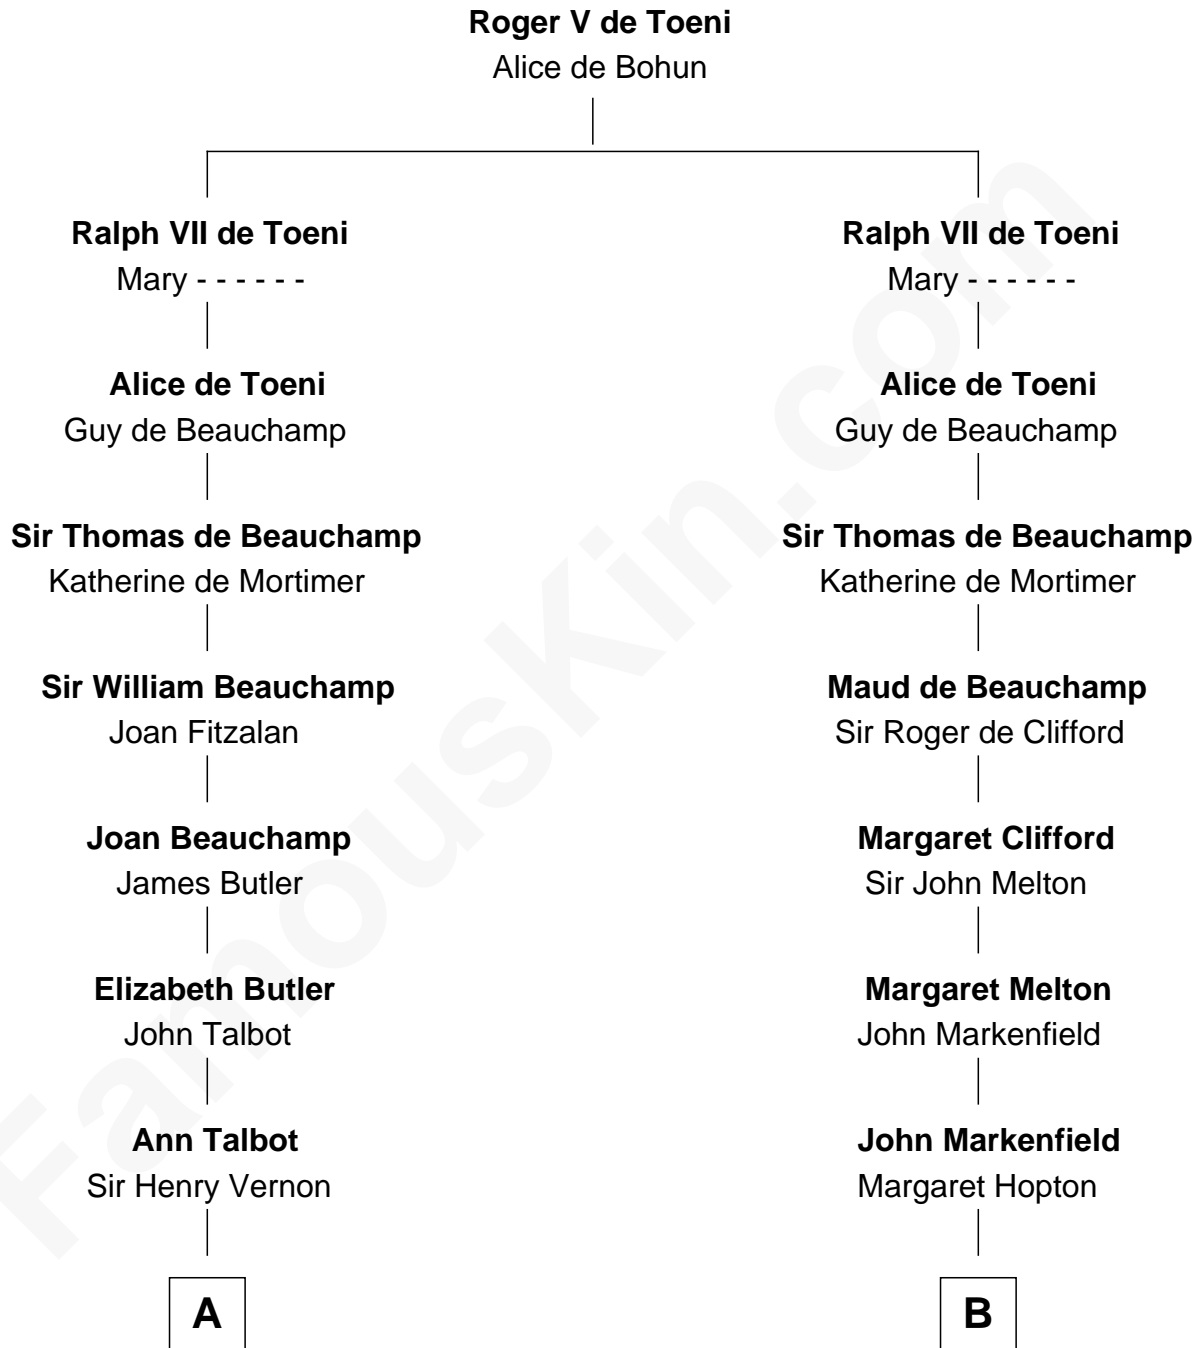 Roger V de Toeni
Alice de Bohun
Ralph VII de Toeni
Mary - - - - - -
Ralph VII de Toeni
Mary - - - - - -
Alice de Toeni
Guy de Beauchamp
Alice de Toeni
Guy de Beauchamp
Sir Thomas de Beauchamp
Katherine de Mortimer
Sir Thomas de Beauchamp
Katherine de Mortimer
Sir William Beauchamp
Joan Fitzalan
Maud de Beauchamp
Sir Roger de Clifford
Joan Beauchamp
James Butler
Margaret Clifford
Sir John Melton
Elizabeth Butler
John Talbot
Margaret Melton
John Markenfield
Ann Talbot
Sir Henry Vernon
John Markenfield
Margaret Hopton
A
B
FamousKin.com